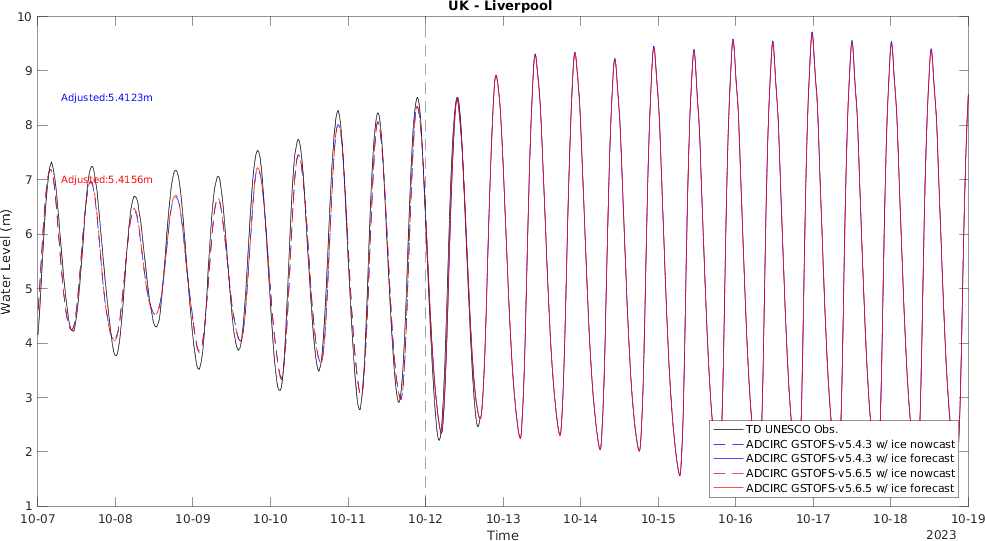 UK - Liverpool
10
9
8
7
6
5
4
3
2
1
Water Level (m)
Adjusted:5.4123m
Adjusted:5.4156m
TD UNESCO Obs.
ADCIRC GSTOFS-v5.4.3 w/ ice nowcast
ADCIRC GSTOFS-v5.4.3 w/ ice forecast
ADCIRC GSTOFS-v5.6.5 w/ ice nowcast
ADCIRC GSTOFS-v5.6.5 w/ ice forecast
10-07 10-08 10-09 10-10 10-11 10-12 10-13 10-14 10-15 10-16 10-17 10-18 10-19
2023
Time